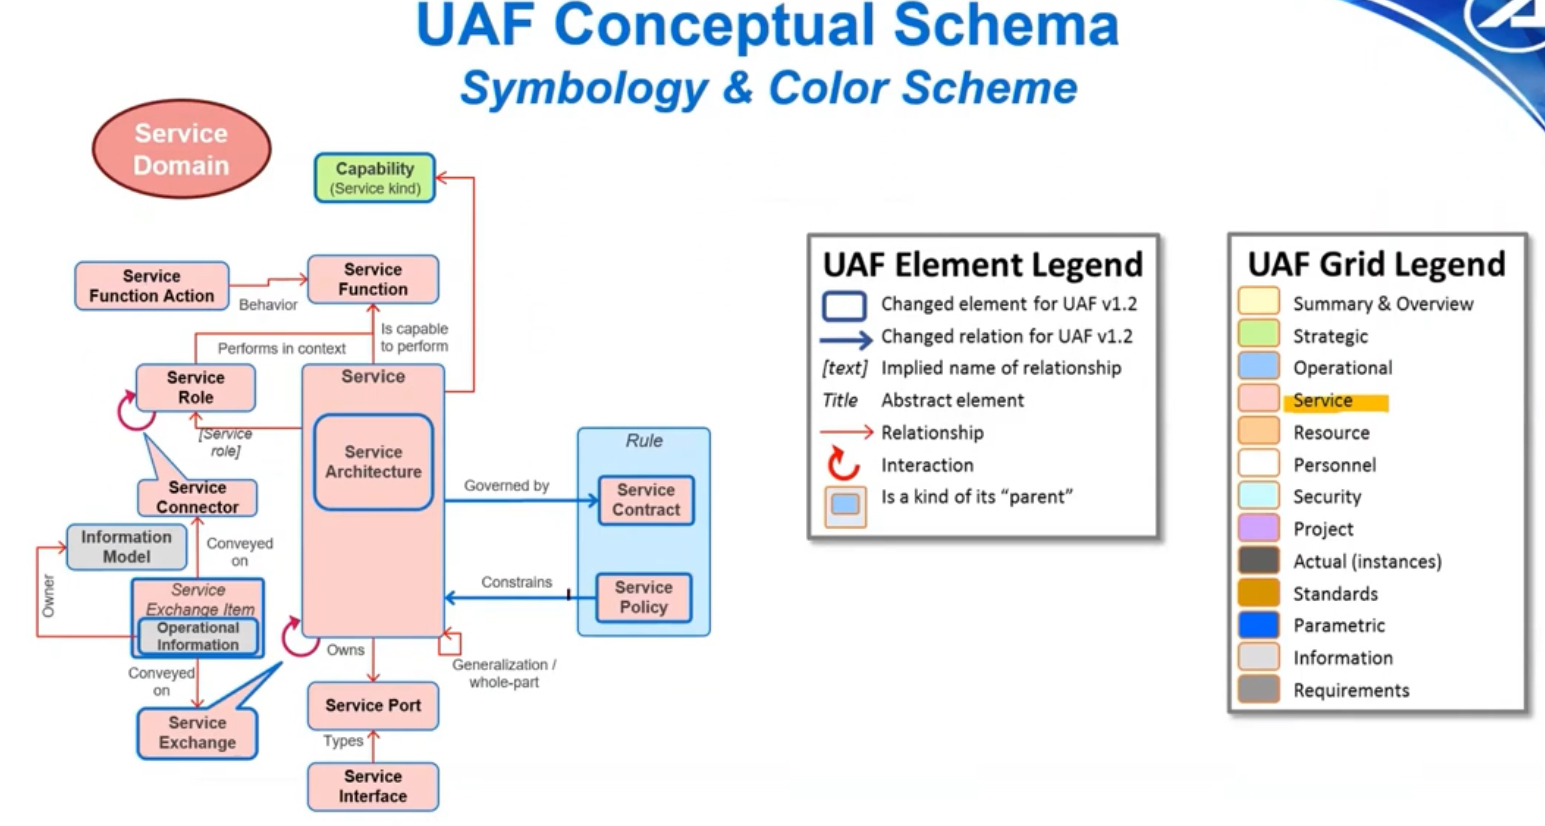 UAF Conceptual Schema
Symbology & Color Scheme
Service
Domain
Capability
(Service kind)
Service
Function Action
Behavior
Service
Function
Is capable
to perform
Performs in context
Service
Role
[Service
role]
Service
Service
Architecture
Service
Connector
Information
Model
Conveyed
on
Owner
Service
Exchange Item
Operational
Information
Conveyed
on
Service
Exchange
Owns
Generalization /
whole-part
Service Port
Types
Service
Interface
Governed by
Constrains
Rule
Service
Contract
Service
Policy
UAF Element Legend
Changed element for UAF v1.2
Changed relation for UAF v1.2
[text] Implied name of relationship
Title Abstract element
Relationship
Interaction
Is a kind of its “parent”
UAF Grid Legend
Summary & Overview
Strategic
Operational
Service
Resource
Personnel
Security
Project
Actual (instances)
Standards
Parametric
Information
Requirements